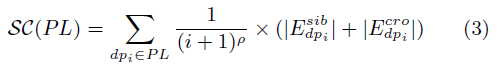 SC(PL) = ∑_{dp_i∈PL} 1/(i + 1)^ρ × (|E^{sib}_{dp_i}| + |E^{cro}_{dp_i}|) (3)